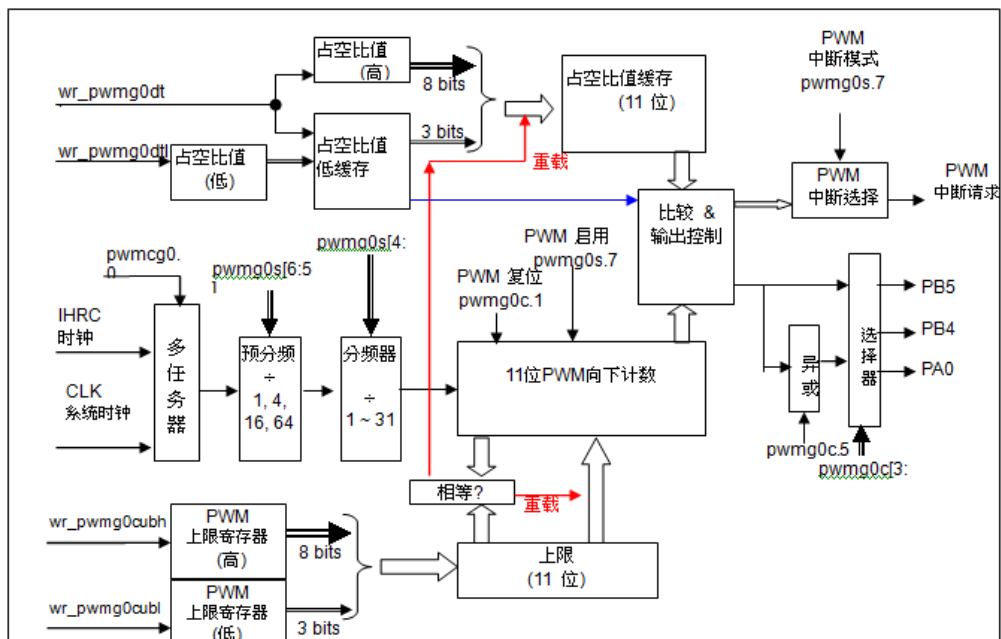 占空比值
(高)
8 bits
wr_pwmg0dt
3 bits
占空比值
低缓存
wr_pwmg0dtl
占空比值
(低)
占空比值缓存
(11 位)
重载
PWM
中断模式
pwmg0s.7
PWM
中断选择
PWM
中断请求
比较 &
输出控制
pwmcg0.
0
pwmg0s[6:5
]
pwmg0s[4:
PWM 复位
pwmg0c.1
PWM 启用
pwmg0s.7
IHRC
时钟
CLK
系统时钟
多任务器
预分频
÷
1, 4,
16, 64
分频器
÷
1 ~ 31
11位PWM向下计数
选择器
PB5
PB4
PA0
异或
pwmg0c.5
pwmg0c[3:
相等?
重载
wr_pwmg0cubh
PWM
上限寄存器
(高)
8 bits
上限
(11 位)
wr_pwmg0cubl
PWM
上限寄存器
(低)
3 bits